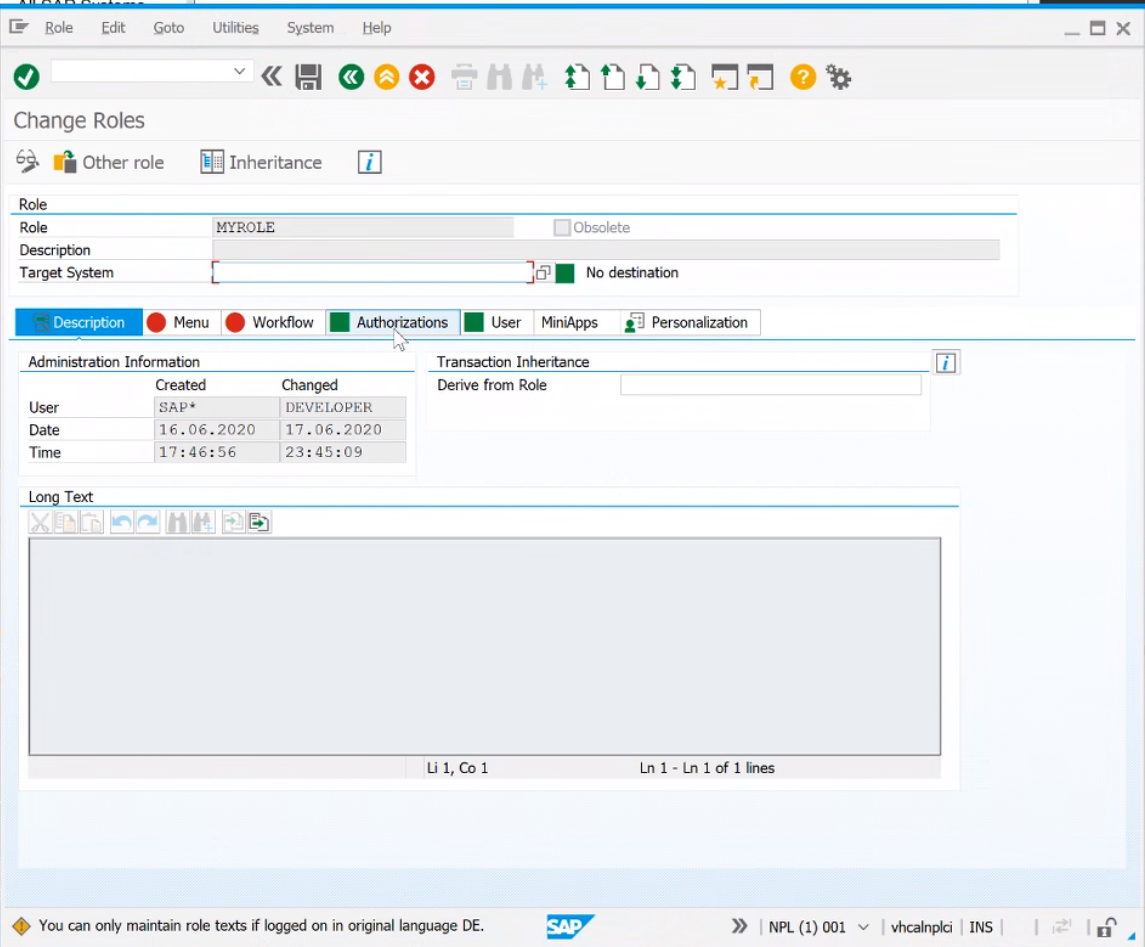 All SAP Systems
Role Edit Goto Utilities System Help
Change Roles
Other role Inheritance
Role
Role MYROLE Obsolete
Description
Target System No destination
Description Menu Workflow Authorizations User MiniApps Personalization
Administration Information Transaction Inheritance
Created Changed Derive from Role
User SAP* DEVELOPER
Date 16.06.2020 17.06.2020
Time 17:46:56 23:45:09
Long Text
Li 1, Co 1 Ln 1 - Ln 1 of 1 lines
You can only maintain role texts if logged on in original language DE. SAP NPL (1) 001 vhcalnplci INS